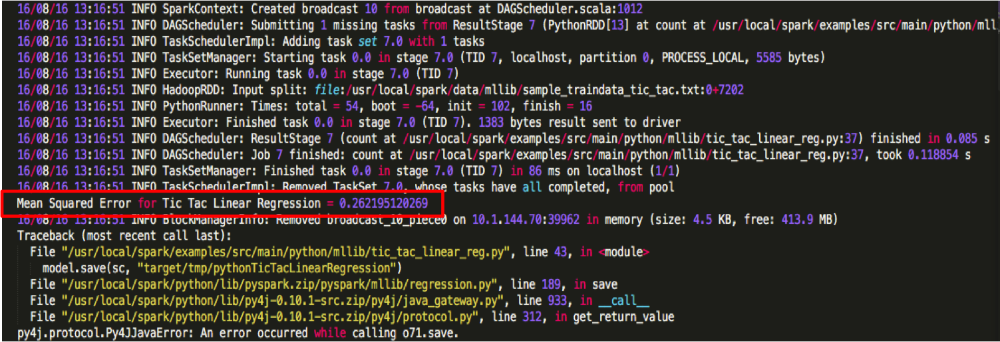 16/08/16 13:16:51 INFO SparkContext: Created broadcast 10 from broadcast at DAGScheduler.scala:1012
16/08/16 13:16:51 INFO DAGScheduler: Submitting 1 missing tasks from ResultStage 7 (PythonRDD[13] at count at /usr/local/spark/examples/src/main/python/mll
16/08/16 13:16:51 INFO TaskSchedulerImpl: Adding task set 7.0 with 1 tasks
16/08/16 13:16:51 INFO TaskSetManager: Starting task 0.0 in stage 7.0 (TID 7, localhost, partition 0, PROCESS_LOCAL, 5585 bytes)
16/08/16 13:16:51 INFO Executor: Running task 0.0 in stage 7.0 (TID 7)
16/08/16 13:16:51 INFO HadoopRDD: Input split: file:/usr/local/spark/data/mllib/sample_traindata_tic_tac.txt:0+7202
16/08/16 13:16:51 INFO PythonRunner: Times: total = 54, boot = -64, init = 102, finish = 16
16/08/16 13:16:51 INFO Executor: Finished task 0.0 in stage 7.0 (TID 7). 1383 bytes result sent to driver
16/08/16 13:16:51 INFO DAGScheduler: ResultStage 7 (count at /usr/local/spark/examples/src/main/python/mllib/tic_tac_linear_reg.py:37) finished in 0.085 s
16/08/16 13:16:51 INFO DAGScheduler: Job 7 finished: count at /usr/local/spark/examples/src/main/python/mllib/tic_tac_linear_reg.py:37, took 0.118854 s
16/08/16 13:16:51 INFO TaskSetManager: Finished task 0.0 in stage 7.0 (TID 7) in 86 ms on localhost (1/1)
16/08/16 13:16:51 INFO TaskSchedulerImpl: Removed TaskSet 7.0, whose tasks have all completed, from pool
Mean Squared Error for Tic Tac Linear Regression = 0.262195120269
16/08/16 13:16:51 INFO BlockManagerInfo: Removed broadcast_10_piece0 on 10.1.144.70:39962 in memory (size: 4.5 KB, free: 413.9 MB)
Traceback (most recent call last):
File "/usr/local/spark/examples/src/main/python/mllib/tic_tac_linear_reg.py", line 43, in <module>
model.save(sc, "target/tmp/pythonTicTacLinearRegression")
File "/usr/local/spark/python/lib/pyspark.zip/pyspark/mllib/regression.py", line 189, in save
File "/usr/local/spark/python/lib/py4j-0.10.1-src.zip/py4j/java_gateway.py", line 933, in __call__
File "/usr/local/spark/python/lib/py4j-0.10.1-src.zip/py4j/protocol.py", line 312, in get_return_value
py4j.protocol.Py4JJavaError: An error occurred while calling o71.save.